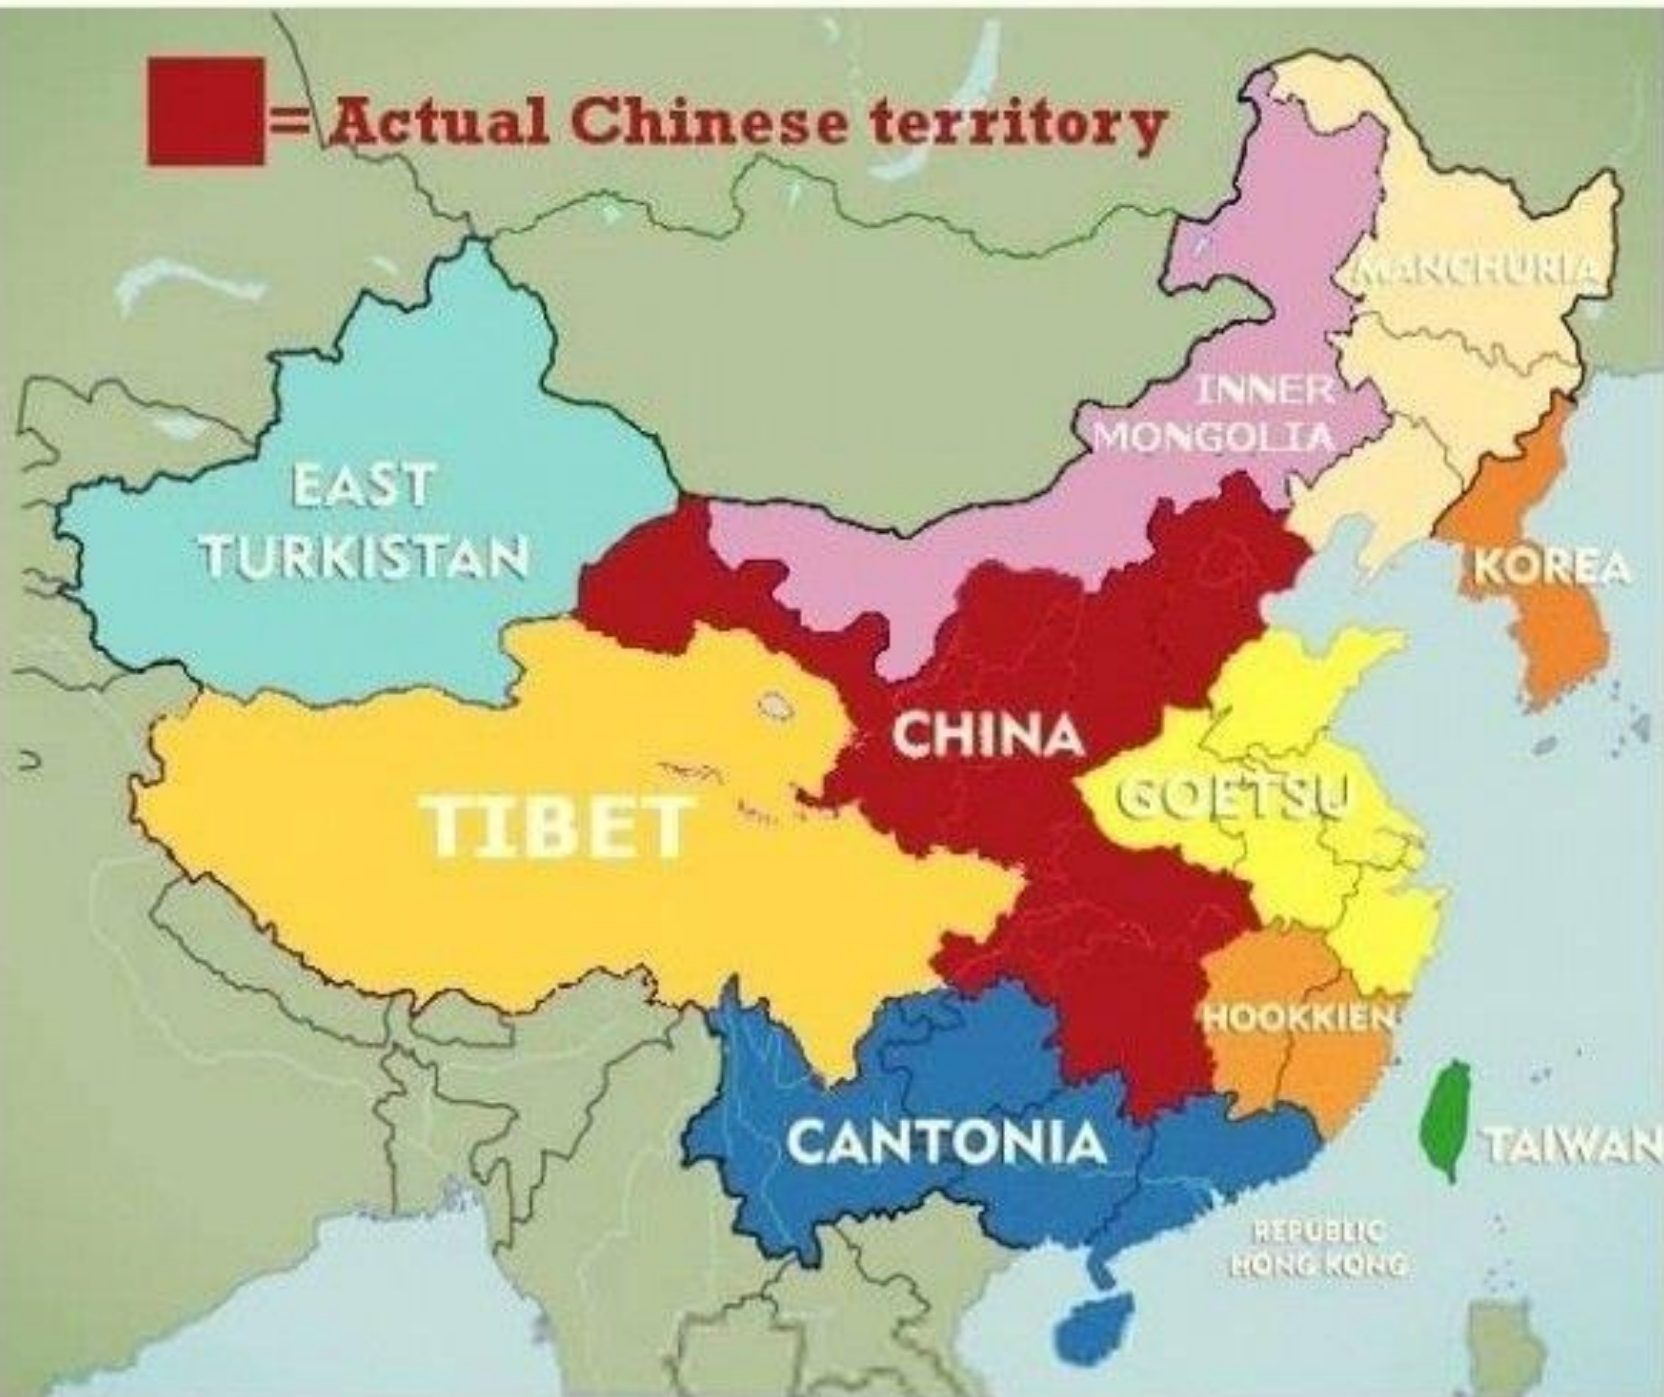 = Actual Chinese territory
MANCHURIA
INNER
MONGOLIA
EAST
TURKISTAN
KOREA
CHINA
GOETSU
TIBET
HOOKKIEN
CANTONIA
TAIWAN
REPUBLIC
HONG KONG